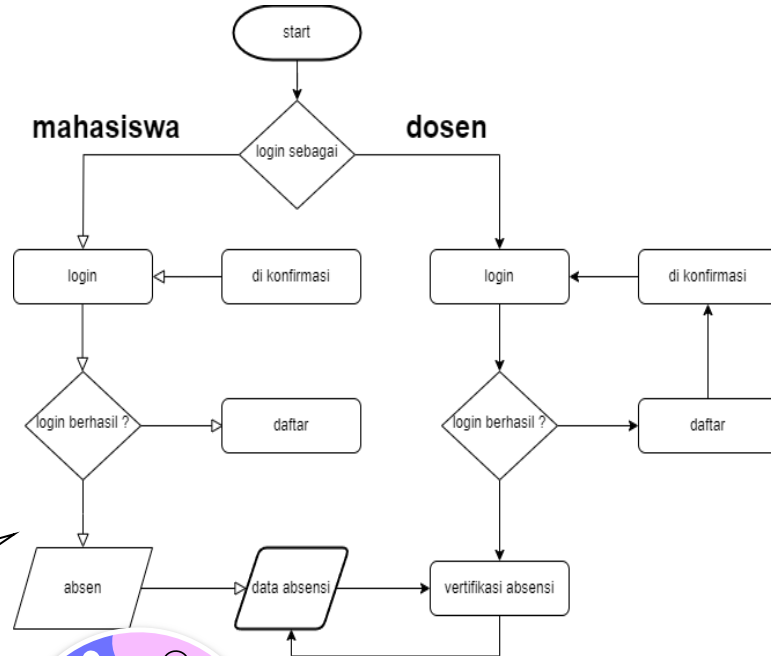 start
mahasiswa
dosen
login sebagai
login
di konfirmasi
login
di konfirmasi
login berhasil ?
daftar
login berhasil ?
daftar
absen
data absensi
vertifikasi absensi